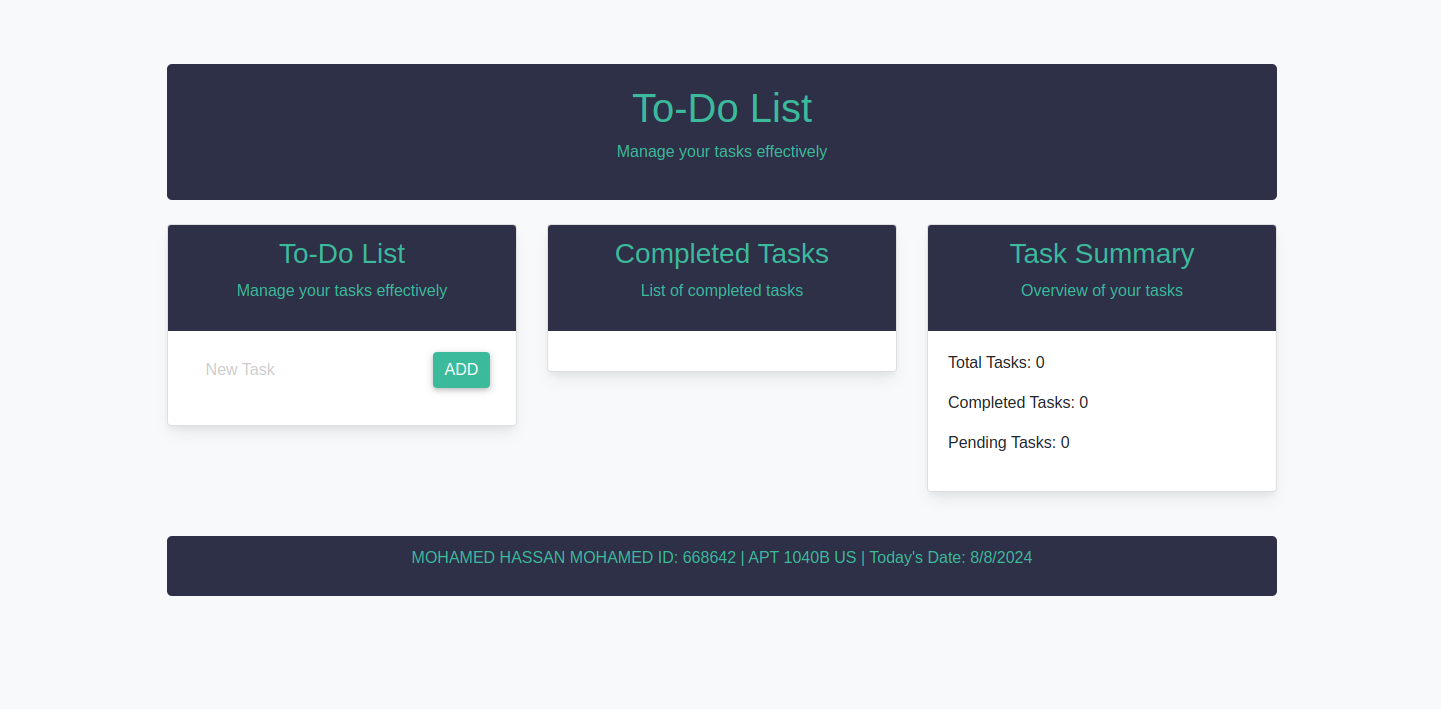 To-Do List
Manage your tasks effectively
To-Do List
Manage your tasks effectively
New Task
ADD
Completed Tasks
List of completed tasks
Task Summary
Overview of your tasks
Total Tasks: 0
Completed Tasks: 0
Pending Tasks: 0
MOHAMED HASSAN MOHAMED ID: 668642 | APT 1040B US | Today's Date: 8/8/2024